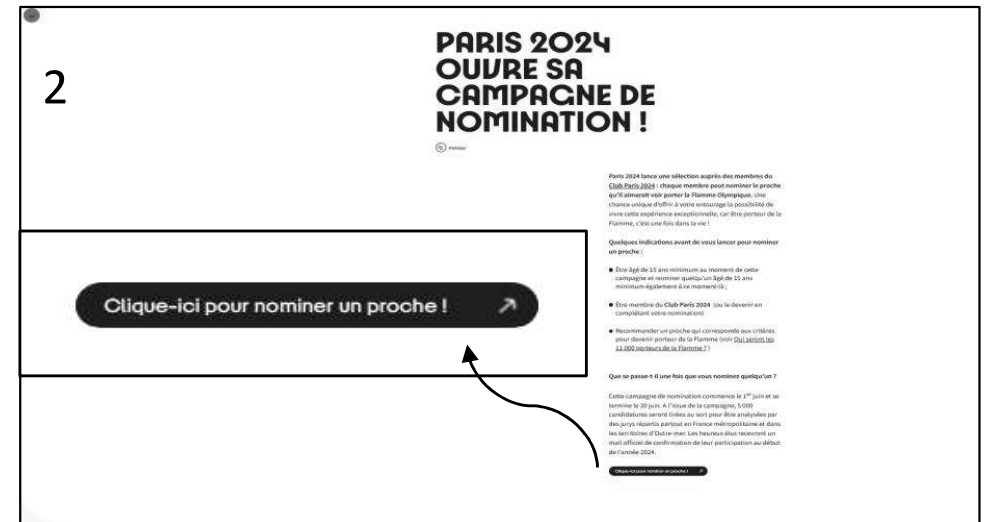 2
PARIS 2024
OUVRE SA
CAMPAGNE DE
NOMINATION !
Partager
Paris 2024 lance une sélection auprès des membres du
Club Paris 2024 : chaque membre peut nominer le proche
qu'il aimerait voir porter la Flamme Olympique. Une
chance unique d'offrir à votre entourage la possibilité de
vivre cette expérience exceptionnelle, car être porteur de la
Flamme, c'est une fois dans la vie !
Quelques indications avant de vous lancer pour nominer
un proche :
● Être âgé de 15 ans minimum au moment de cette
campagne et nominer quelqu'un âgé de 15 ans
minimum également à ce moment-là ;
● Être membre du Club Paris 2024 (ou le devenir en
complétant votre nomination)
● Recommander un proche qui corresponde aux critères
pour devenir porteur de la Flamme (voir Qui seront les
11 000 porteurs de la Flamme ? )
Que se passe-t-il une fois que vous nominez quelqu'un ?
Cette campagne de nomination commence le 1er juin et se
termine le 30 juin. A l'issue de la campagne, 5 000
candidatures seront tirées au sort pour être analysées par
des jurys répartis partout en France métropolitaine et dans
les territoires d'Outre-mer. Les heureux élus recevront un
mail officiel de confirmation de leur participation au début
de l'année 2024.
Clique-ici pour nominer un proche !
Clique-ici pour nominer un proche !